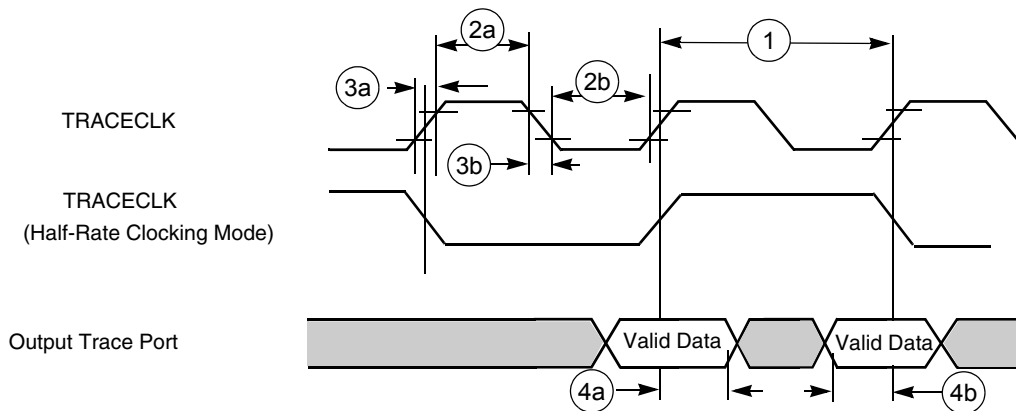 2a
1
3a
2b
TRACECLK
3b
TRACECLK
(Half-Rate Clocking Mode)
Output Trace Port
Valid Data
Valid Data
4a
4b